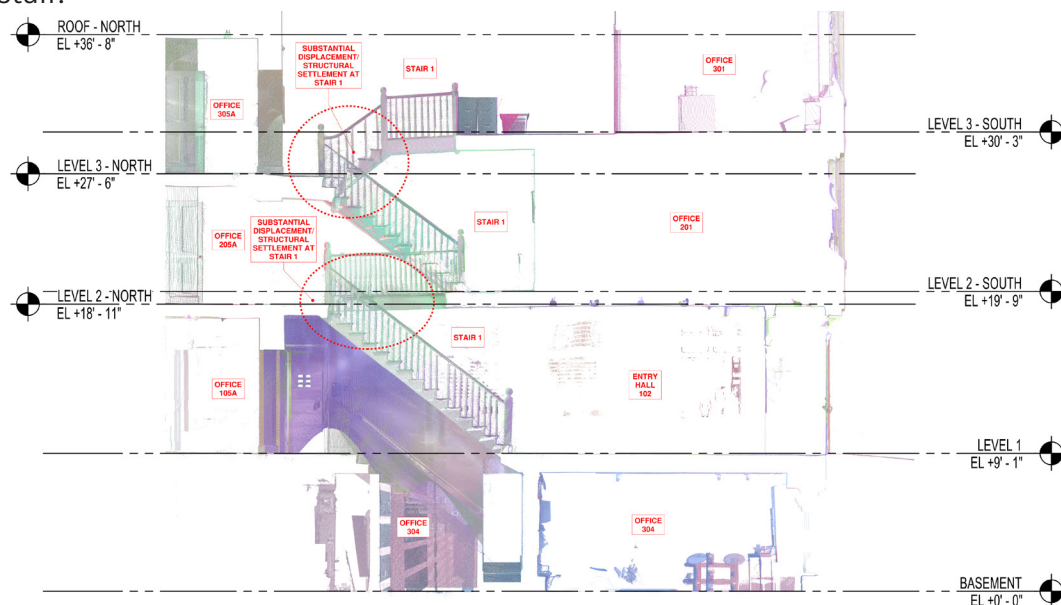 stair.
ROOF - NORTH
EL +36' - 8"
SUBSTANTIAL
DISPLACEMENT/
STRUCTURAL
SETTLEMENT AT
STAIR 1
STAIR 1
OFFICE
301
OFFICE
305A
LEVEL 3 - SOUTH
EL +30' - 3"
LEVEL 3 - NORTH
EL +27' - 6"
SUBSTANTIAL
DISPLACEMENT/
STRUCTURAL
SETTLEMENT AT
STAIR 1
OFFICE
205A
STAIR 1
OFFICE
201
LEVEL 2 - SOUTH
EL +19' - 9"
LEVEL 2 - NORTH
EL +18' - 11"
STAIR 1
OFFICE
105A
ENTRY
HALL
102
LEVEL 1
EL +9' - 1"
OFFICE
304
OFFICE
304
BASEMENT
EL +0' - 0"